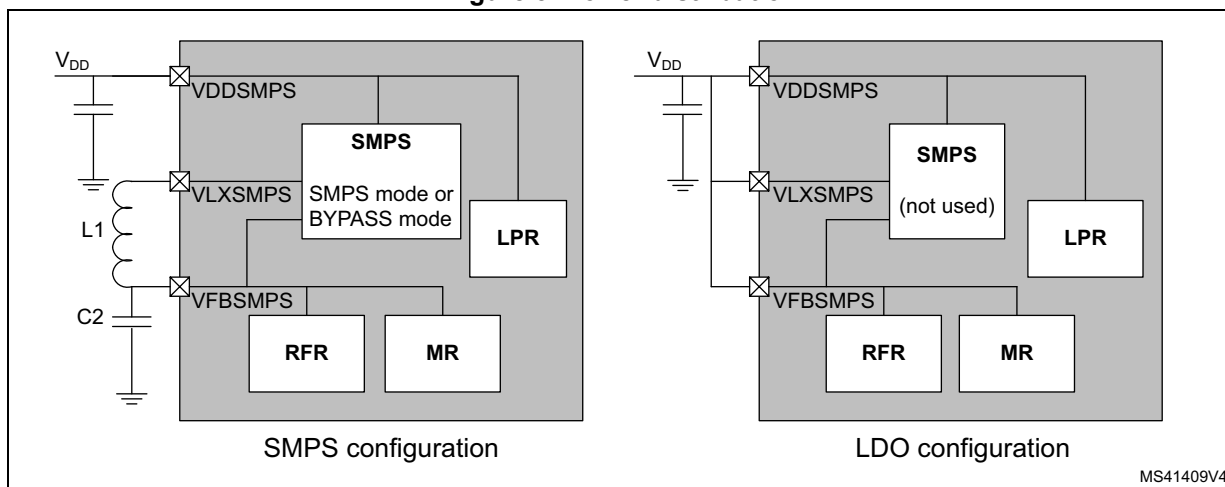 V_DD
VDDSMPS
SMPS
SMPS mode or
BYPASS mode
VLXSMPS
L1
LPR
VFBSMPS
C2
RFR
MR
SMPS configuration
V_DD
VDDSMPS
SMPS
(not used)
VLXSMPS
LPR
VFBSMPS
RFR
MR
LDO configuration
MS41409V4